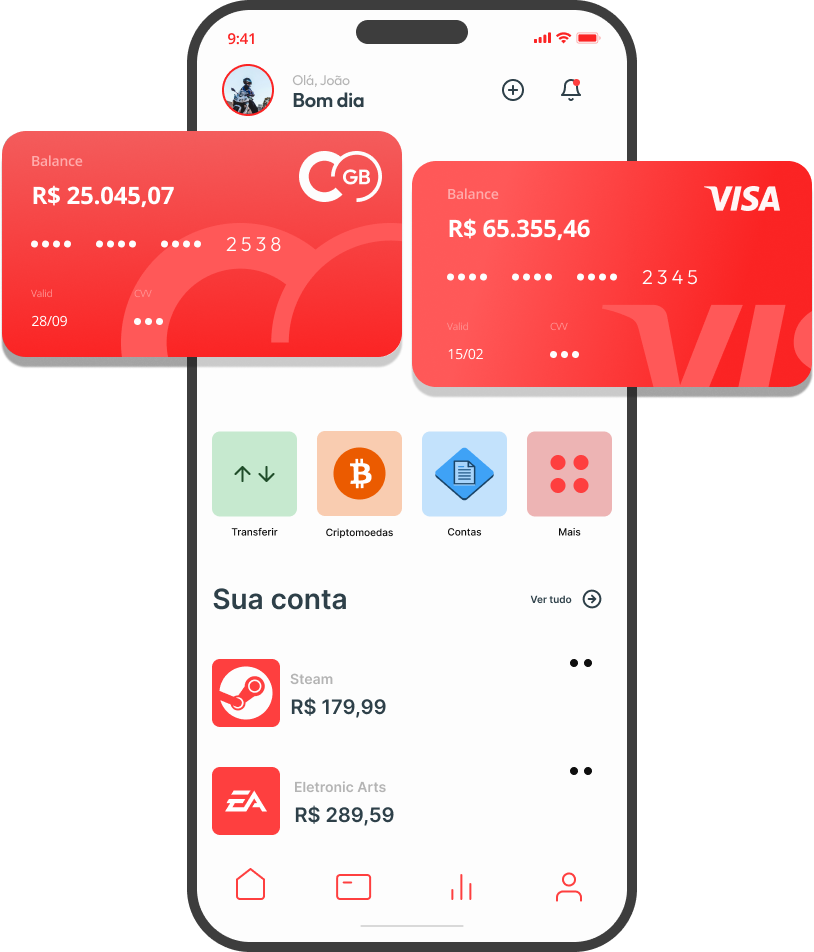 9:41
Olá, João
Bom dia
Balance
R$ 25.045,07
GB
2538
Valid
CVV
28/09
Balance
R$ 65.355,46
VISA
2345
Valid
CVV
15/02
VIS
Transferir
Criptomoedas
Contas
Mais
Sua conta
Ver tudo
Steam
R$ 179,99
EA
Eletronic Arts
R$ 289,59